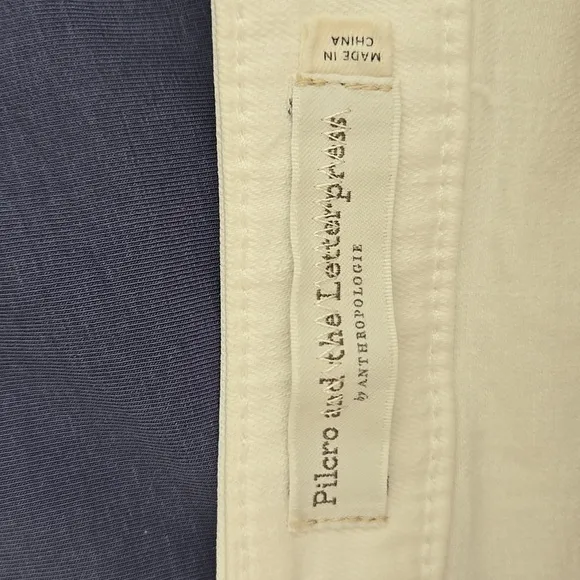 MADE IN
CHINA
Pilcro and the Letterpress
by ANTHROPOLOGIE